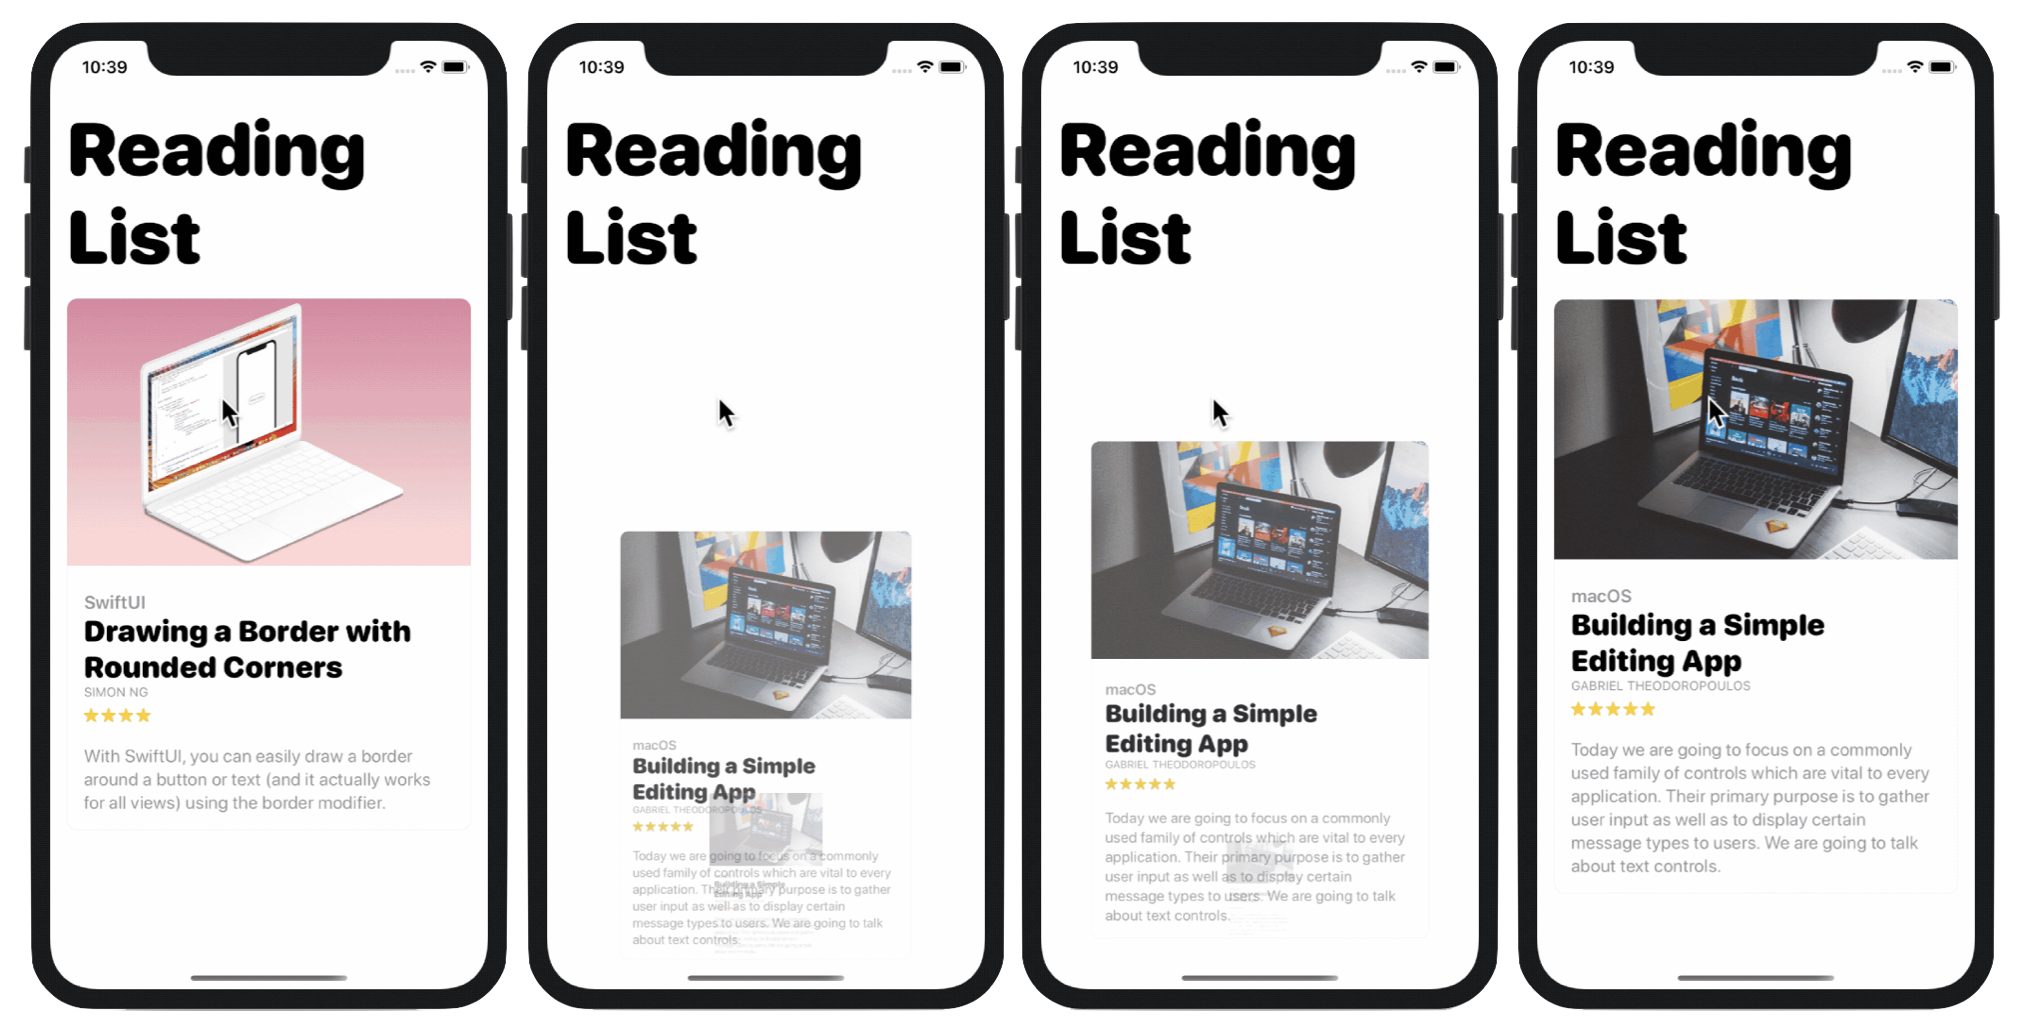 10:39
Reading
List
SwiftUI
Drawing a Border with
Rounded Corners
SIMON NG
With SwiftUI, you can easily draw a border
around a button or text (and it actually works
for all views) using the border modifier.
10:39
Reading
List
macOS
Building a Simple
Editing App
GABRIEL THEODOROPOULOS
Today we are going to focus on a commonly
used family of controls which are vital to every
application. Their primary purpose is to gather
user input as well as to display certain
message types to users. We are going to talk
about text controls.
Building a Simple
Editing App
10:39
Reading
List
macOS
Building a Simple
Editing App
GABRIEL THEODOROPOULOS
Today we are going to focus on a commonly
used family of controls which are vital to every
application. Their primary purpose is to gather
user input as well as to display certain
message types to users. We are going to talk
about text controls.
10:39
Reading
List
macOS
Building a Simple
Editing App
GABRIEL THEODOROPOULOS
Today we are going to focus on a commonly
used family of controls which are vital to every
application. Their primary purpose is to gather
user input as well as to display certain
message types to users. We are going to talk
about text controls.